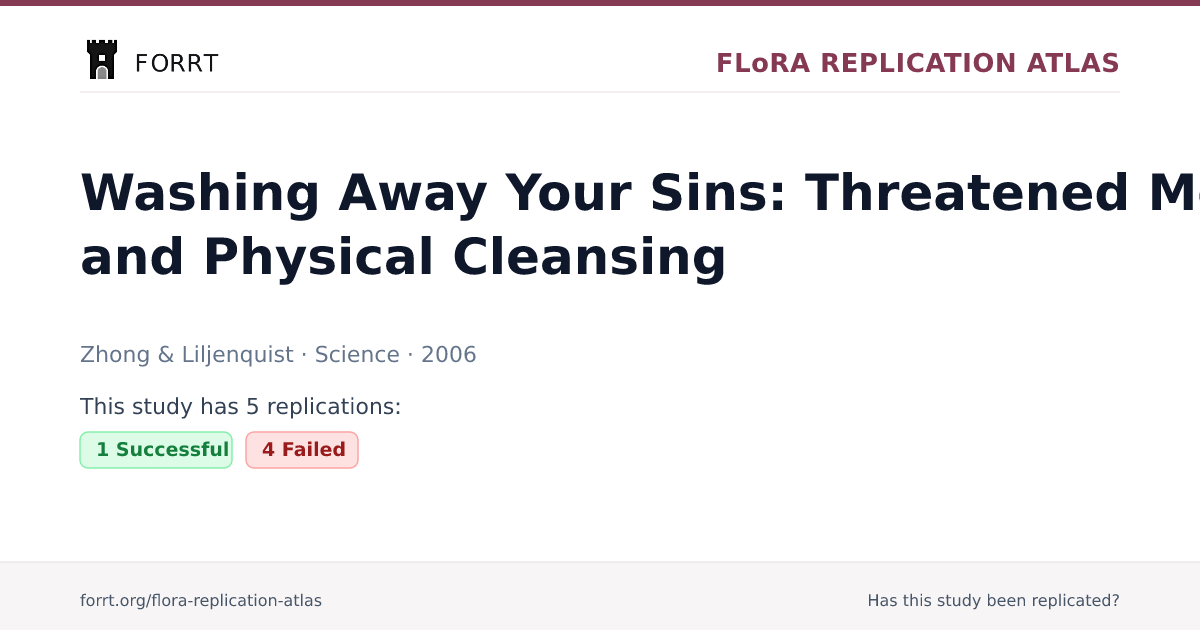 FORRT
FLoRA REPLICATION ATLAS
Washing Away Your Sins: Threatened
and Physical Cleansing
Zhong & Liljenquist · Science · 2006
This study has 5 replications:
1 Successful
4 Failed
forrt.org/flora-replication-atlas
Has this study been replicated?